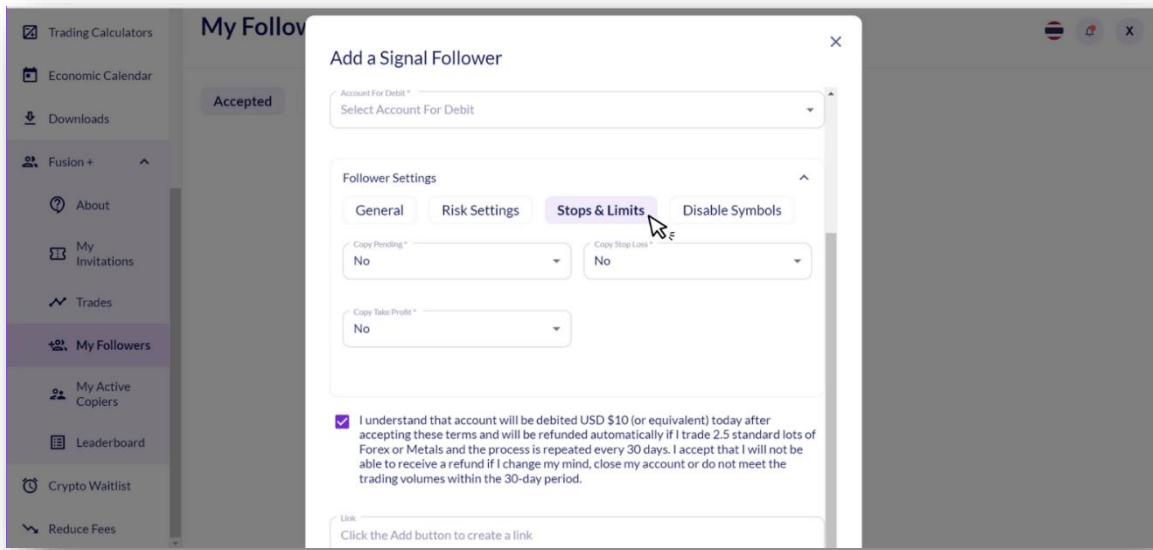 Trading Calculators
Economic Calendar
Downloads
Fusion +
About
My
Invitations
Trades
My Followers
My Active
Copiers
Leaderboard
Crypto Waitlist
Reduce Fees
My Follow
Accepted
X
Add a Signal Follower
Account For Debit *
Select Account For Debit
Follower Settings
General
Risk Settings
Stops & Limits
Disable Symbols
Copy Pending *
No
Copy Stop Loss *
No
Copy Take Profit *
No
I understand that account will be debited USD $10 (or equivalent) today after
accepting these terms and will be refunded automatically if I trade 2.5 standard lots of
Forex or Metals and the process is repeated every 30 days. I accept that I will not be
able to receive a refund if I change my mind, close my account or do not meet the
trading volumes within the 30-day period.
Link
Click the Add button to create a link